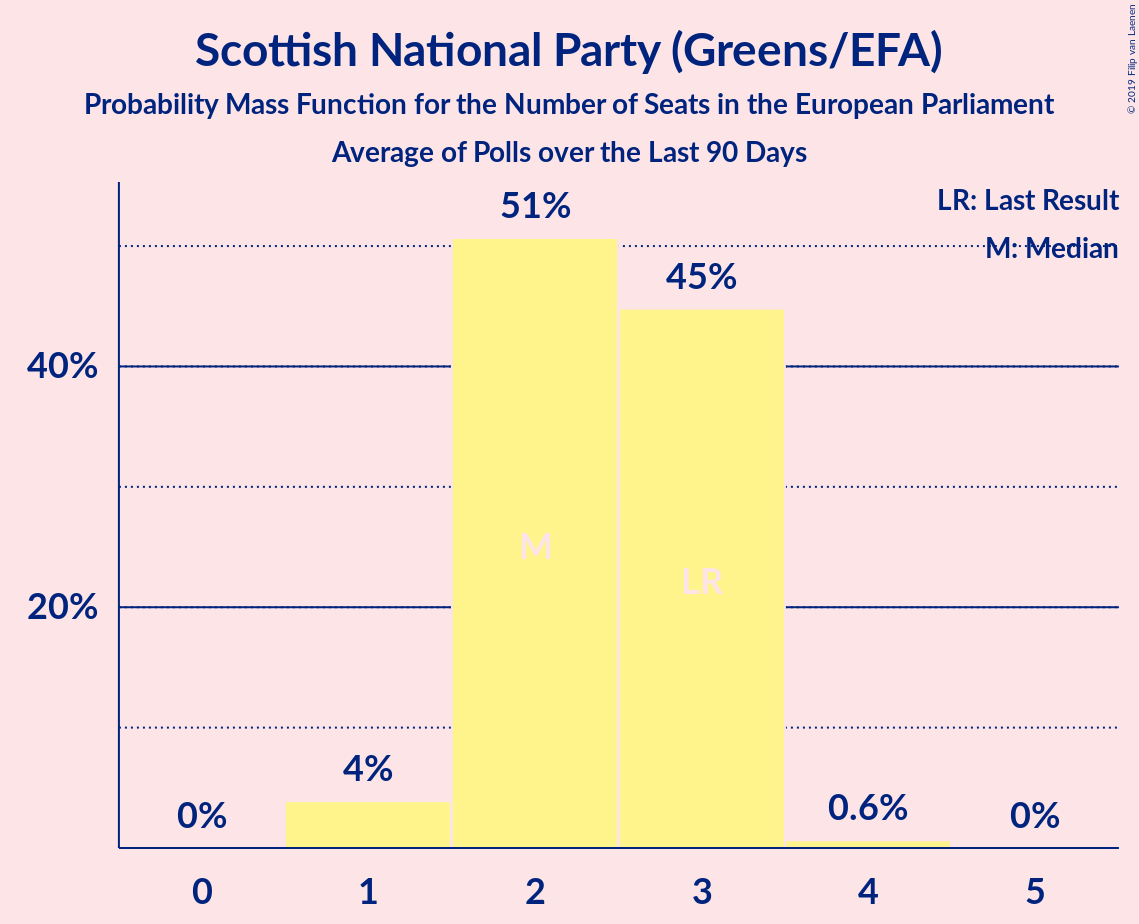 Scottish National Party (Greens/EFA)
Probability Mass Function for the Number of Seats in the European Parliament
Average of Polls over the Last 90 Days
© 2019 Filip van Laenen
LR: Last Result
M: Median
51%
45%
40%
M
LR
20%
4%
0%
0.6%
0%
0 1 2 3 4 5